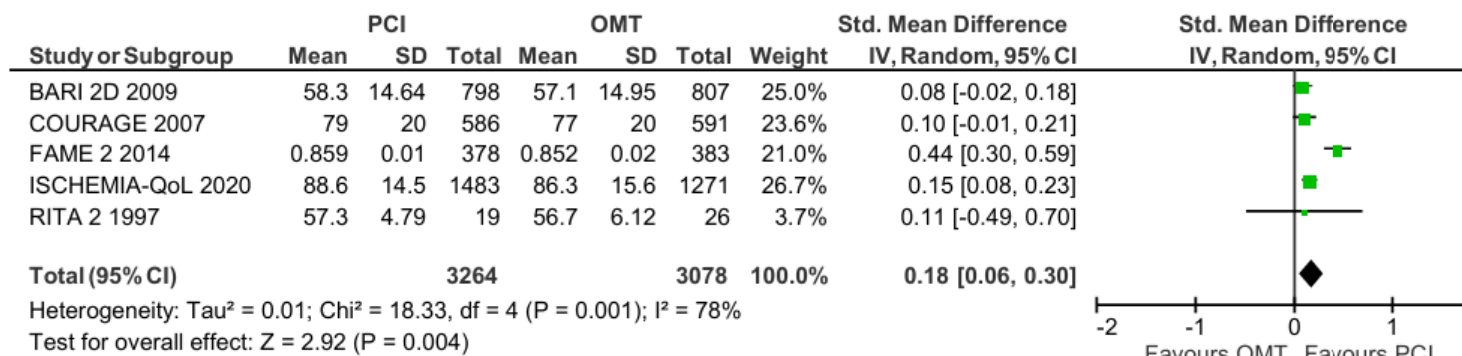 PCI OMT Std. Mean Difference Std. Mean Difference
Study or Subgroup Mean SD Total Mean SD Total Weight IV, Random, 95% CI IV, Random, 95% CI
BARI 2D 2009 58.3 14.64 798 57.1 14.95 807 25.0% 0.08 [-0.02, 0.18]
COURAGE 2007 79 20 586 77 20 591 23.6% 0.10 [-0.01, 0.21]
FAME 2 2014 0.859 0.01 378 0.852 0.02 383 21.0% 0.44 [0.30, 0.59]
ISCHEMIA-QoL 2020 88.6 14.5 1483 86.3 15.6 1271 26.7% 0.15 [0.08, 0.23]
RITA 2 1997 57.3 4.79 19 56.7 6.12 26 3.7% 0.11 [-0.49, 0.70]
Total (95% CI) 3264 3078 100.0% 0.18 [0.06, 0.30]
Heterogeneity: Tau² = 0.01; Chi² = 18.33, df = 4 (P = 0.001); I² = 78%
Test for overall effect: Z = 2.92 (P = 0.004)
-2 -1 0 1
Favours OMT Favours PCI